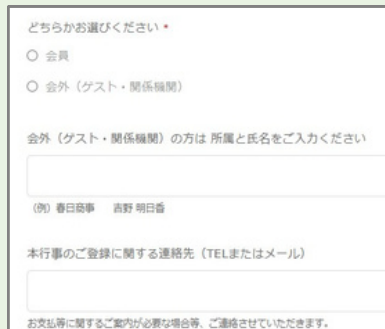 どちらかお選びください •
会員
会外（ゲスト・関係機関）
会外（ゲスト・関係機関）の方は 所属と氏名をご入力ください
（例）春日商事　吉野 明日香
本行事のご登録に関する連絡先（TELまたはメール）
お支払等に関するご案内が必要な場合等、ご連絡させていただきます。